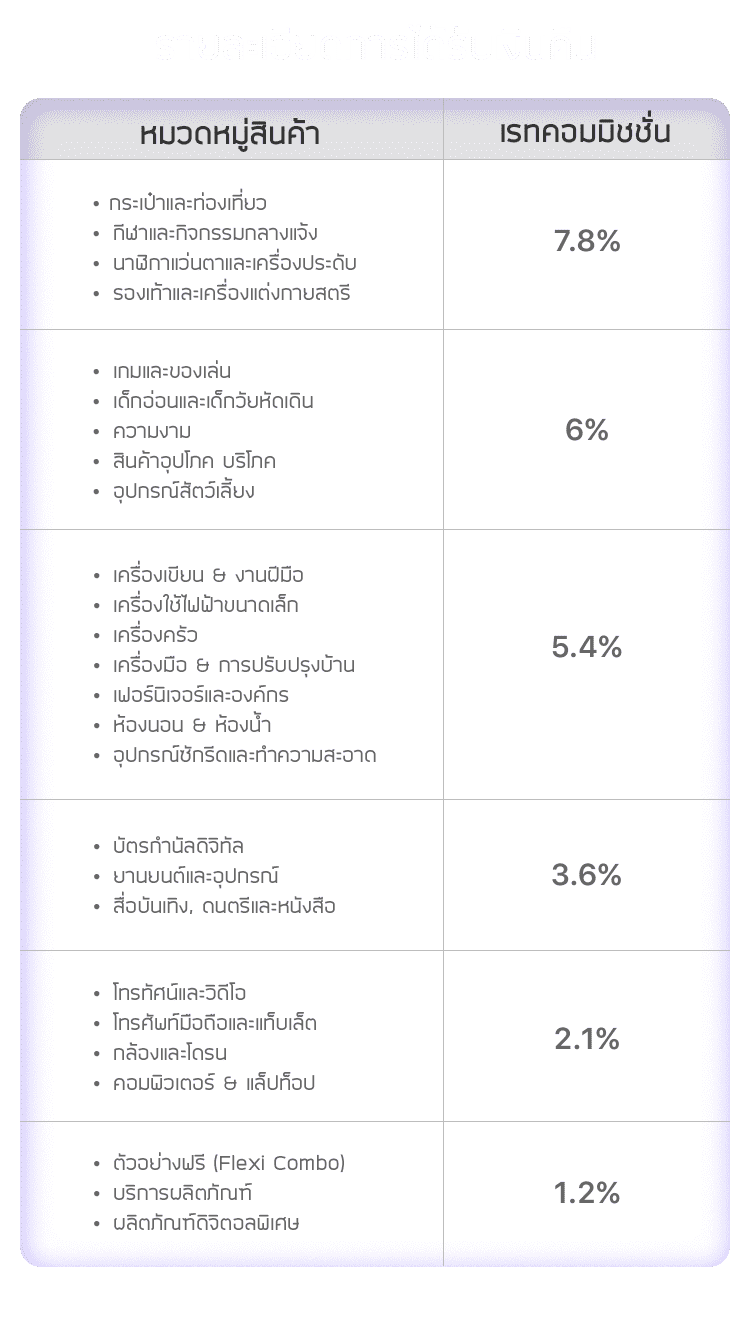 หมวดหมู่สินค้า
เรทคอมมิชชั่น
• กระเป๋าและท่องเที่ยว
• กีฬาและกิจกรรมกลางแจ้ง
• นาฬิกาแว่นตาและเครื่องประดับ
• รองเท้าและเครื่องแต่งกายสตรี
7.8%
• เกมและของเล่น
• เด็กอ่อนและเด็กวัยหัดเดิน
• ความงาม
• สินค้าอุปโภค บริโภค
• อุปกรณ์สัตว์เลี้ยง
6%
• เครื่องเขียน & งานฝีมือ
• เครื่องใช้ไฟฟ้าขนาดเล็ก
• เครื่องครัว
• เครื่องมือ & การปรับปรุงบ้าน
• เฟอร์นิเจอร์และองค์กร
• ห้องนอน & ห้องน้ำ
• อุปกรณ์ซักรีดและทำความสะอาด
5.4%
• บัตรกำนัลดิจิทัล
• ยานยนต์และอุปกรณ์
• สื่อบันเทิง, ดนตรีและหนังสือ
3.6%
• โทรทัศน์และวิดีโอ
• โทรศัพท์มือถือและแท็บเล็ต
• กล้องและโดรน
• คอมพิวเตอร์ & แล็ปท็อป
2.1%
• ตัวอย่างฟรี (Flexi Combo)
• บริการผลิตภัณฑ์
• ผลิตภัณฑ์ดิจิตอลพิเศษ
1.2%